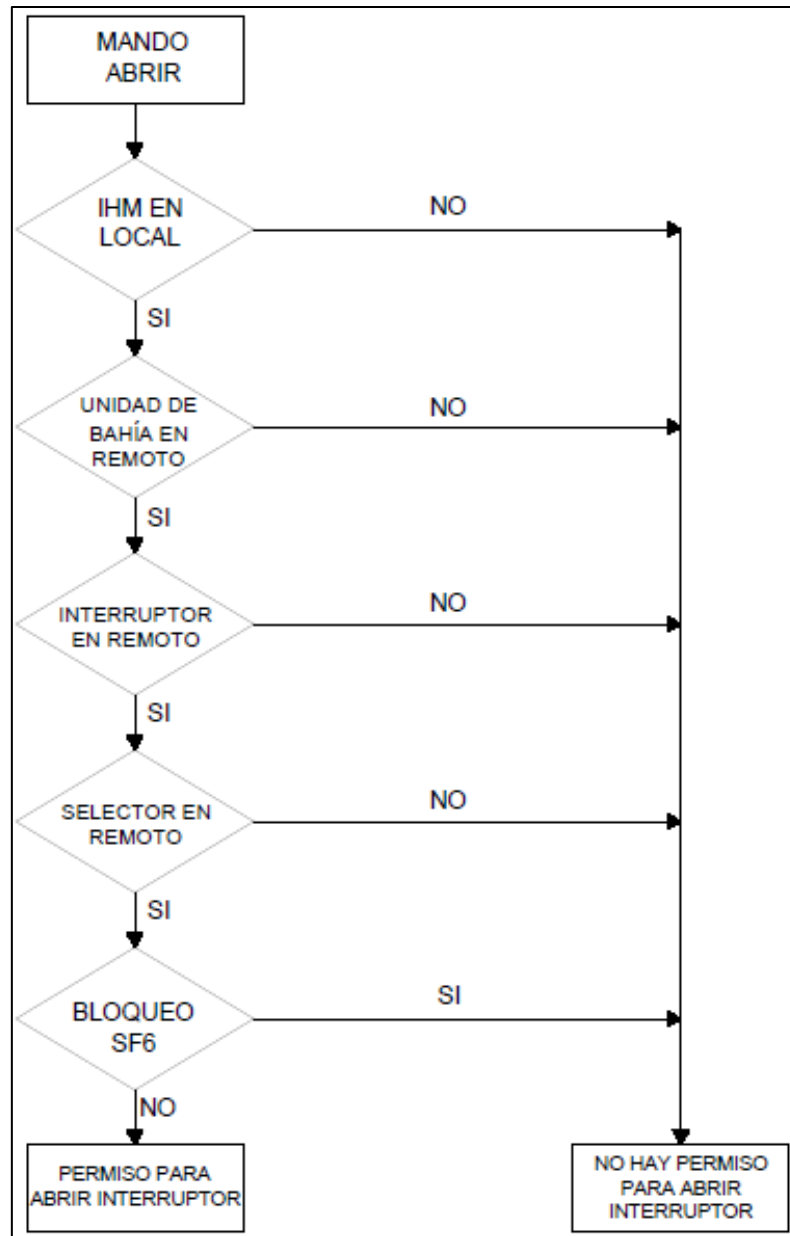 MANDO
ABRIR
IHM EN
LOCAL
NO
SI
UNIDAD DE
BAHÍA EN
REMOTO
NO
SI
INTERRUPTOR
EN REMOTO
NO
SI
SELECTOR EN
REMOTO
NO
SI
BLOQUEO
SF6
SI
NO
PERMISO PARA
ABRIR INTERRUPTOR
NO HAY PERMISO
PARA ABRIR
INTERRUPTOR